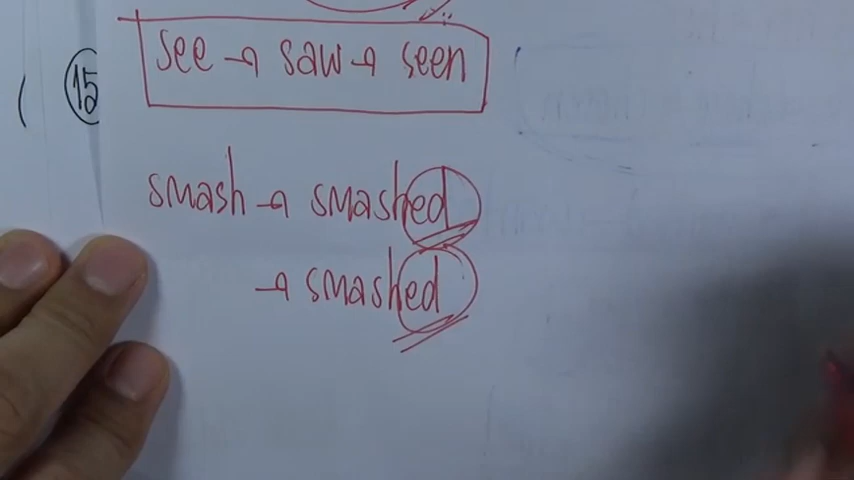 see → saw → seen
(15
smash → smashed
→ smashed